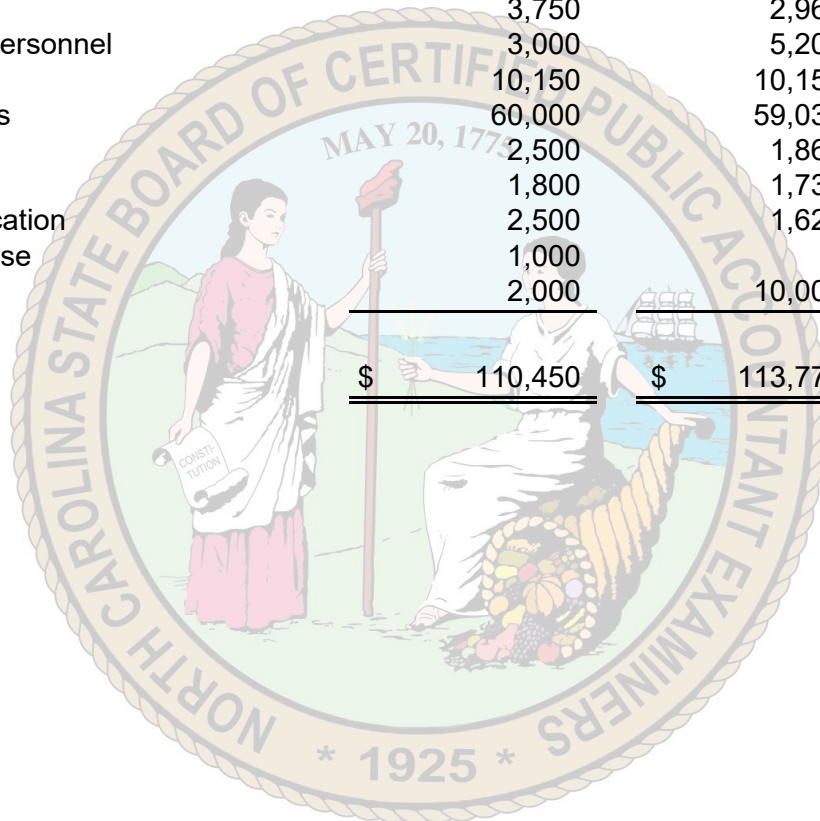 3,750 2,96
ersonnel 3,000 5,20
10,150 10,15
s 60,000 59,03
2,500 1,86
1,800 1,73
cation 2,500 1,62
se 1,000
2,000 10,00
$ 110,450 $ 113,77
NORTH CAROLINA STATE BOARD OF CERTIFIED PUBLIC ACCOUNTANT EXAMINERS
MAY 20, 1775
CONSTI-
TUTION
* 1925 *